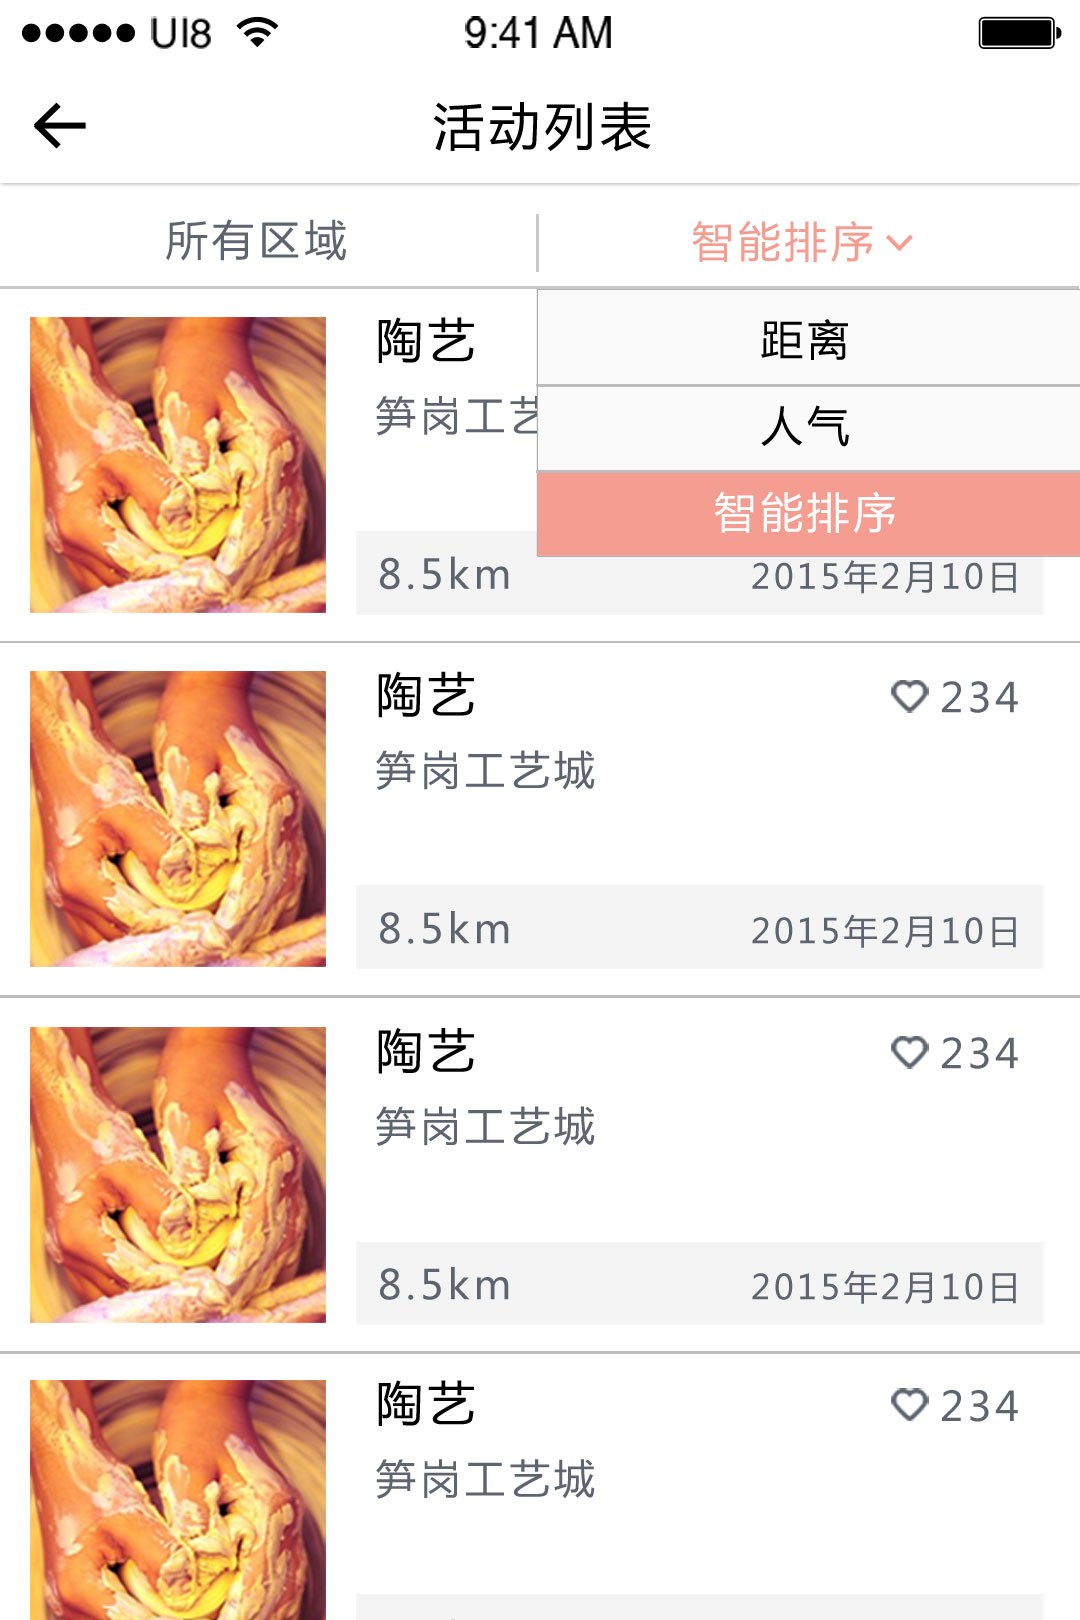 UI8 9:41 AM
活动列表
所有区域 智能排序
距离
人气
智能排序
陶艺
笋岗工艺
8.5km 2015年2月10日
陶艺 234
笋岗工艺城
8.5km 2015年2月10日
陶艺 234
笋岗工艺城
8.5km 2015年2月10日
陶艺 234
笋岗工艺城